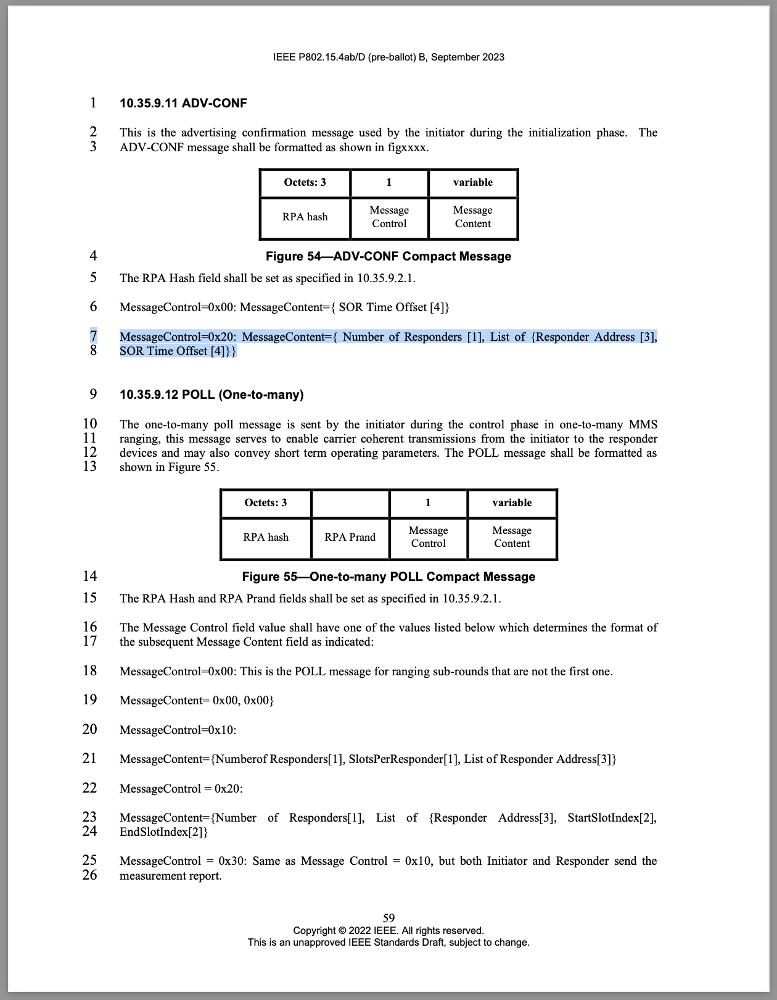 IEEE P802.15.4ab/D (pre-ballot) B, September 2023
1 10.35.9.11 ADV-CONF
2 This is the advertising confirmation message used by the initiator during the initialization phase. The
3 ADV-CONF message shall be formatted as shown in figxxxx.
Octets: 3 1 variable
RPA hash Message Control Message Content
4 Figure 54—ADV-CONF Compact Message
5 The RPA Hash field shall be set as specified in 10.35.9.2.1.
6 MessageControl=0x00: MessageContent={ SOR Time Offset [4]}
7 MessageControl=0x20: MessageContent={ Number of Responders [1], List of {Responder Address [3],
8 SOR Time Offset [4]}}
9 10.35.9.12 POLL (One-to-many)
10 The one-to-many poll message is sent by the initiator during the control phase in one-to-many MMS
11 ranging, this message serves to enable carrier coherent transmissions from the initiator to the responder
12 devices and may also convey short term operating parameters. The POLL message shall be formatted as
13 shown in Figure 55.
Octets: 3 1 variable
RPA hash RPA Prand Message Control Message Content
14 Figure 55—One-to-many POLL Compact Message
15 The RPA Hash and RPA Prand fields shall be set as specified in 10.35.9.2.1.
16 The Message Control field value shall have one of the values listed below which determines the format of
17 the subsequent Message Content field as indicated:
18 MessageControl=0x00: This is the POLL message for ranging sub-rounds that are not the first one.
19 MessageContent= 0x00, 0x00}
20 MessageControl=0x10:
21 MessageContent={Numberof Responders[1], SlotsPerResponder[1], List of Responder Address[3]}
22 MessageControl = 0x20:
23 MessageContent={Number of Responders[1], List of {Responder Address[3], StartSlotIndex[2],
24 EndSlotIndex[2]}
25 MessageControl = 0x30: Same as Message Control = 0x10, but both Initiator and Responder send the
26 measurement report.
59
Copyright © 2022 IEEE. All rights reserved.
This is an unapproved IEEE Standards Draft, subject to change.